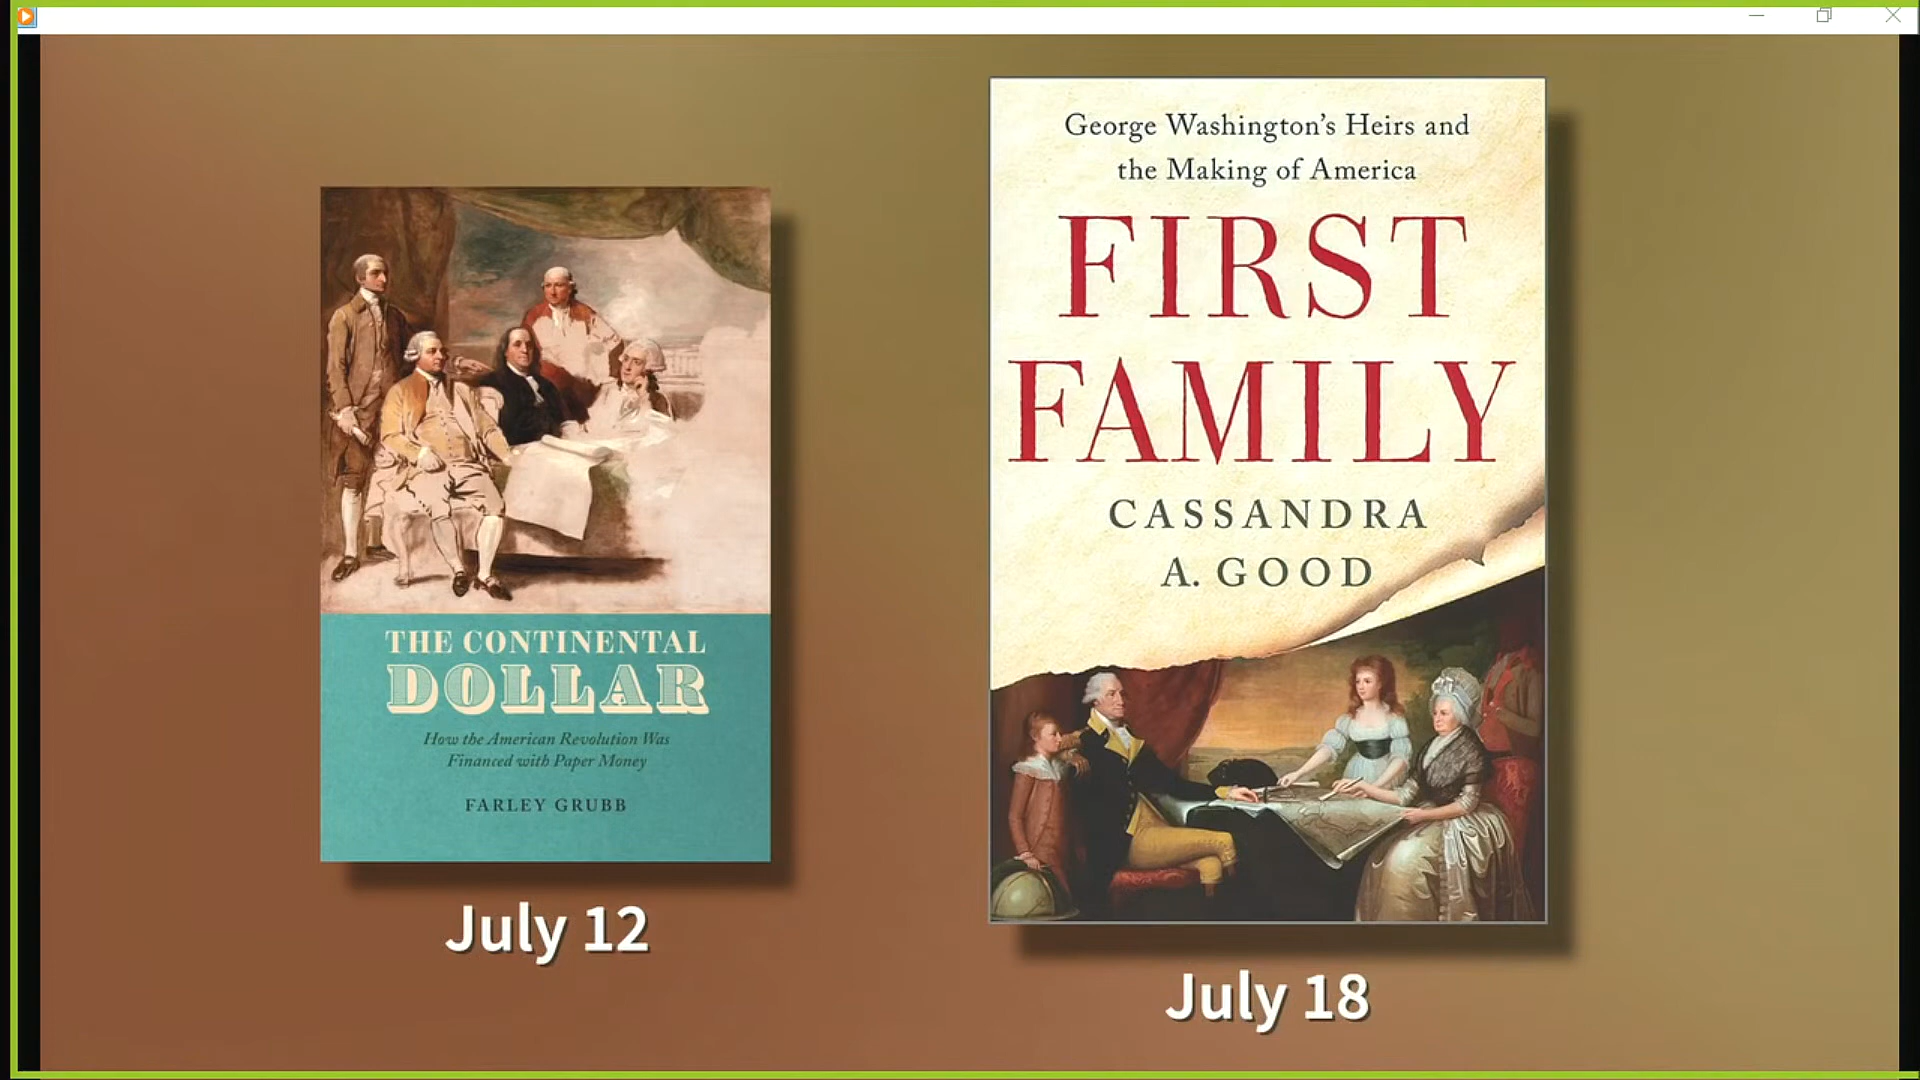 THE CONTINENTAL
DOLLAR
How the American Revolution Was
Financed with Paper Money
FARLEY GRUBB
July 12
George Washington's Heirs and
the Making of America
FIRST
FAMILY
CASSANDRA
A. GOOD
July 18